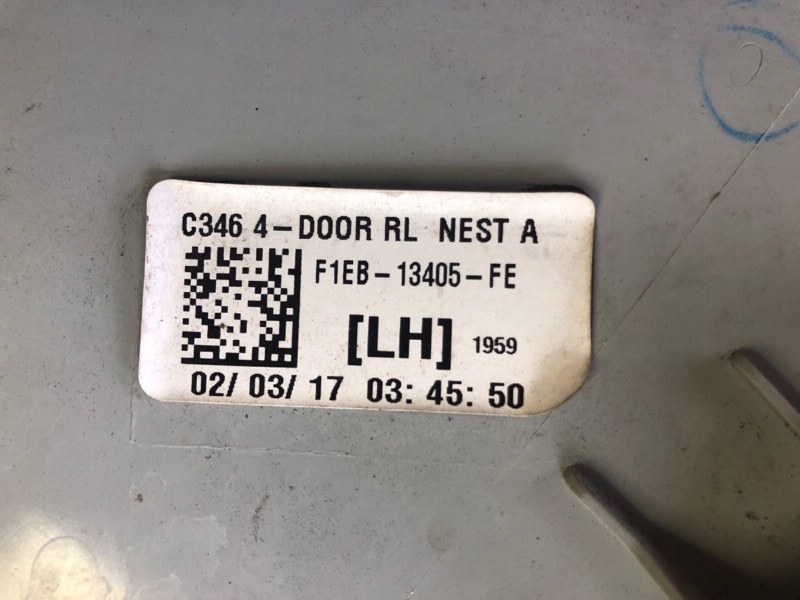 C346 4-DOOR RL NEST A
F1EB-13405-FE
[LH] 1959
02/ 03/ 17 03: 45: 50